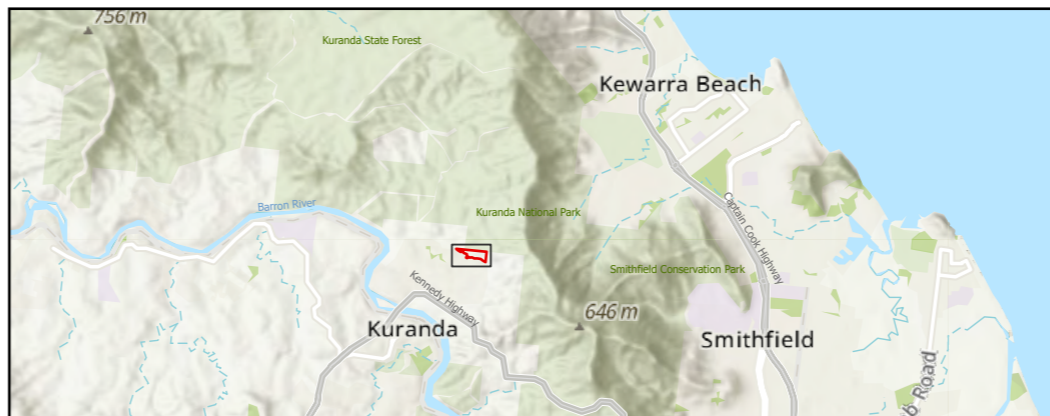 756 m
Kuranda State Forest
Kewarra Beach
Barron River
Kuranda National Park
Captain Cook Highway
Smithfield Conservation Park
Kennedy Highway
646 m
Kuranda
Smithfield
Road